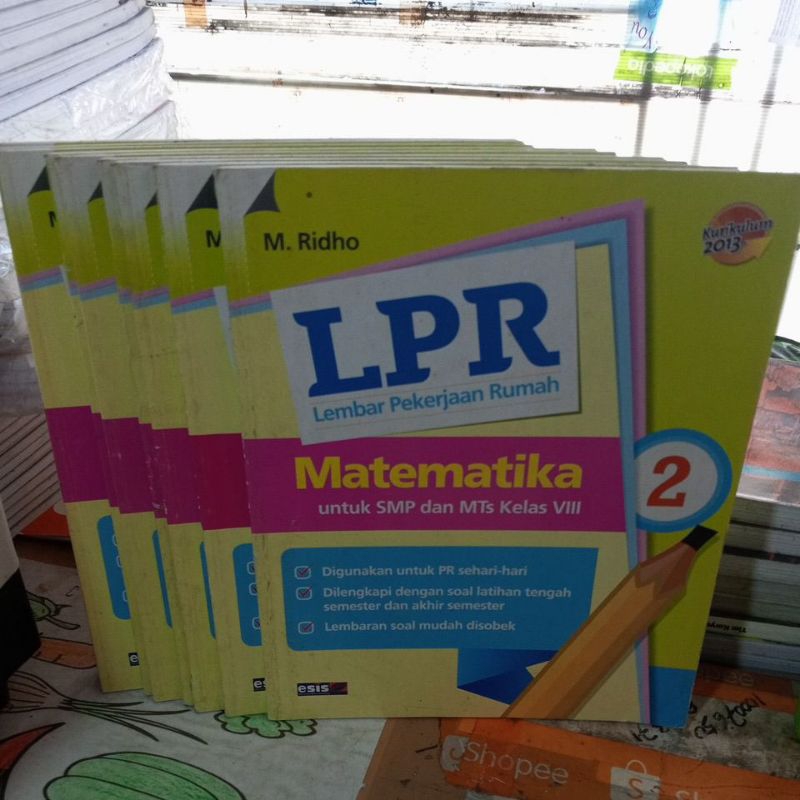 M. Ridho
Kurikulum
2013
LPR
Lembar Pekerjaan Rumah
Matematika
untuk SMP dan MTs Kelas VIII
2
Digunakan untuk PR sehari-hari
Dilengkapi dengan soal latihan tengah
semester dan akhir semester
Lembaran soal mudah disobek
esis
M
Shopee